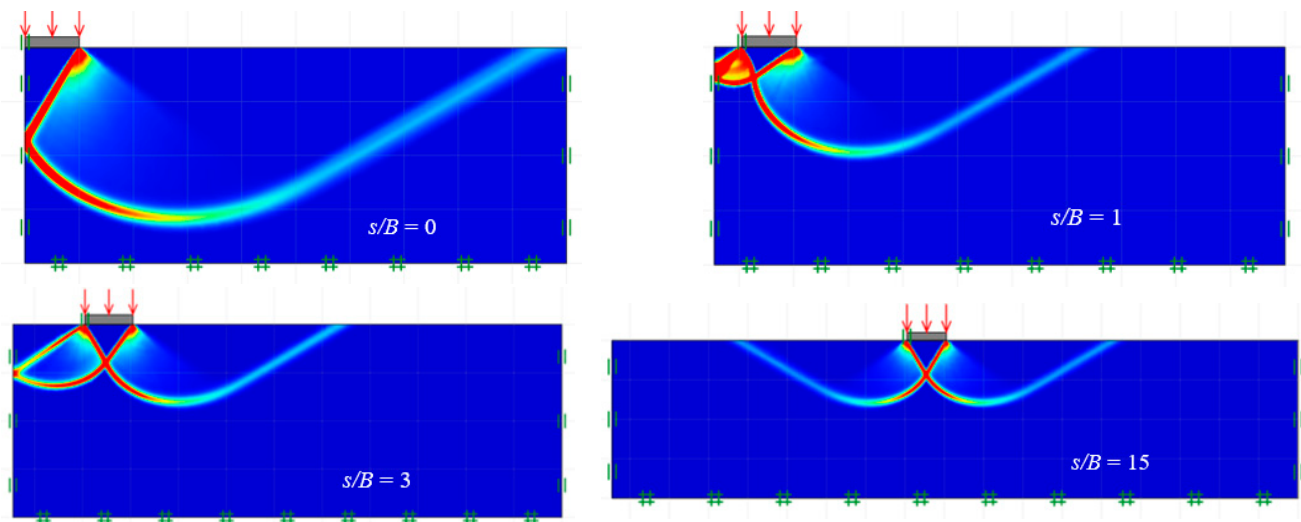 s/B = 0
s/B = 1
s/B = 3
s/B = 15